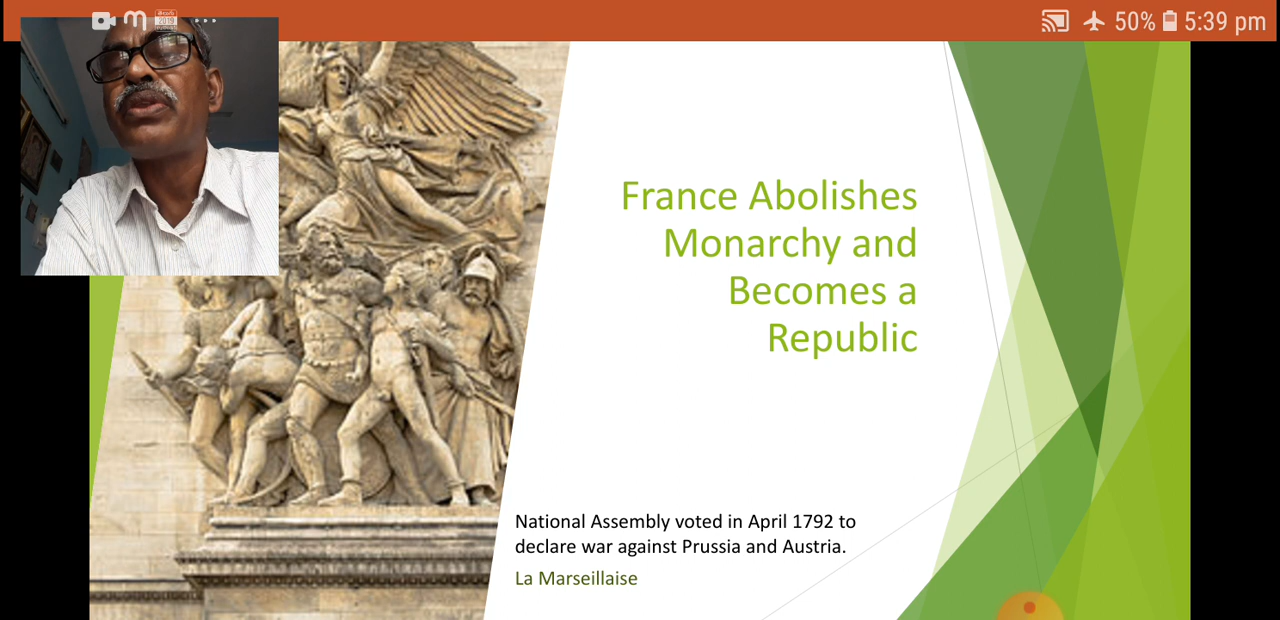 50% 5:39 pm
2019
France Abolishes
Monarchy and
Becomes a
Republic
National Assembly voted in April 1792 to
declare war against Prussia and Austria.
La Marseillaise